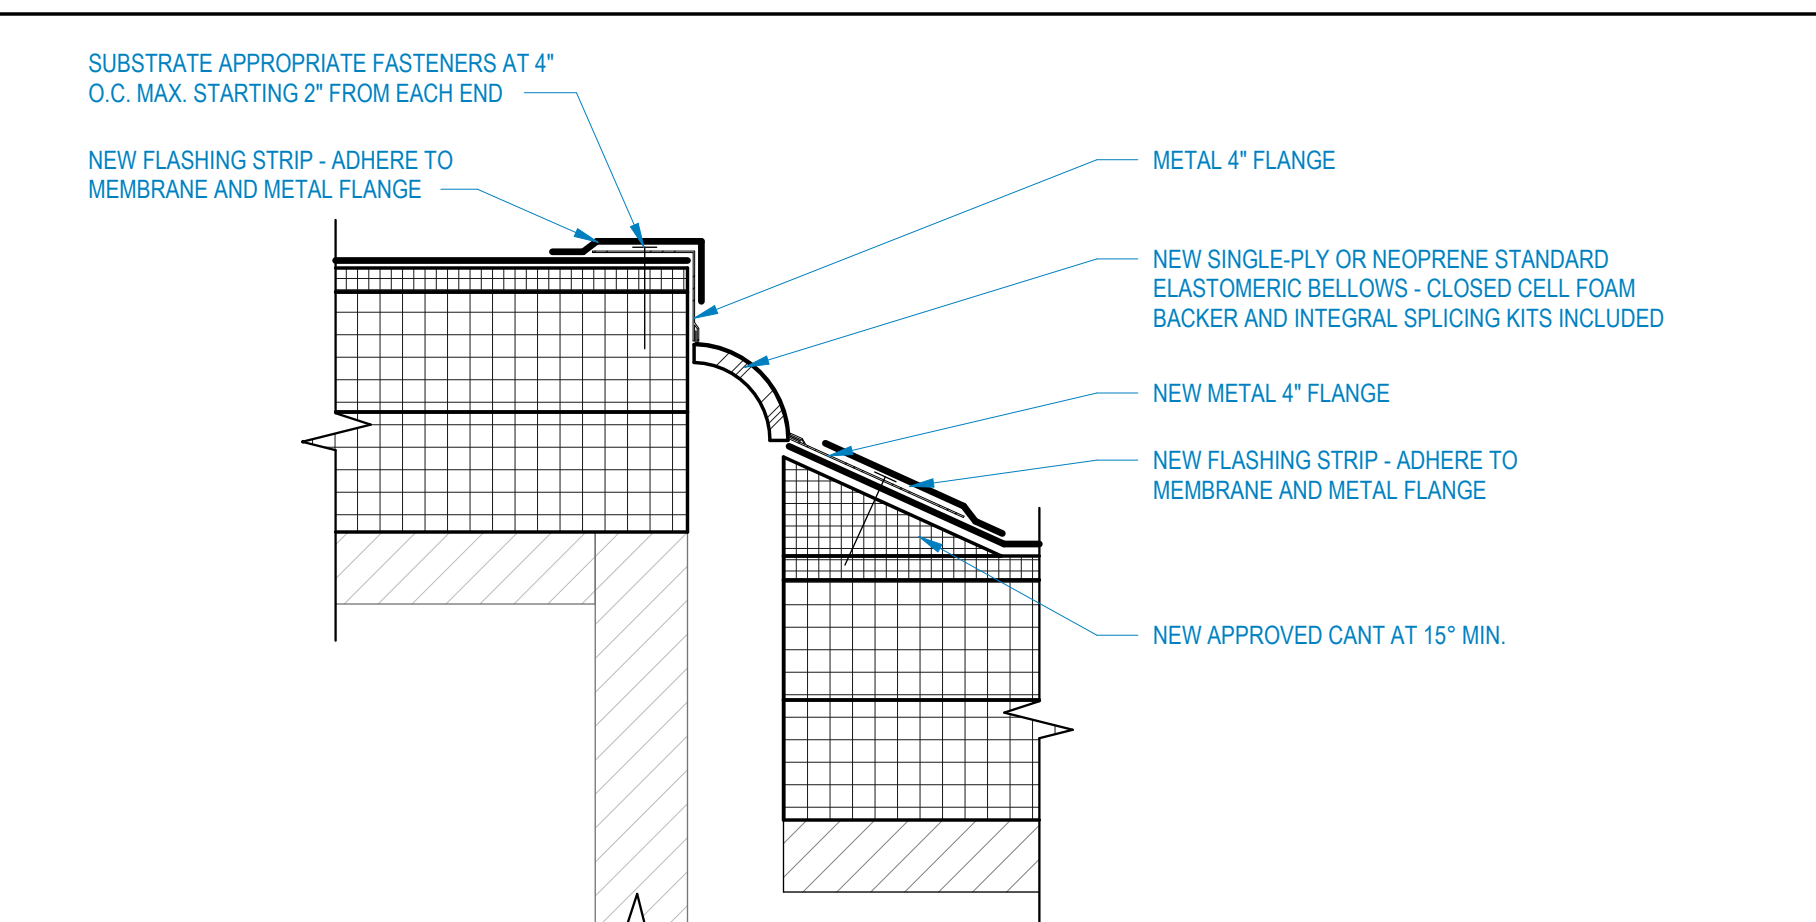 SUBSTRATE APPROPRIATE FASTENERS AT 4"
O.C. MAX. STARTING 2" FROM EACH END
NEW FLASHING STRIP - ADHERE TO
MEMBRANE AND METAL FLANGE
METAL 4" FLANGE
NEW SINGLE-PLY OR NEOPRENE STANDARD
ELASTOMERIC BELLOWS - CLOSED CELL FOAM
BACKER AND INTEGRAL SPLICING KITS INCLUDED
NEW METAL 4" FLANGE
NEW FLASHING STRIP - ADHERE TO
MEMBRANE AND METAL FLANGE
NEW APPROVED CANT AT 15° MIN.